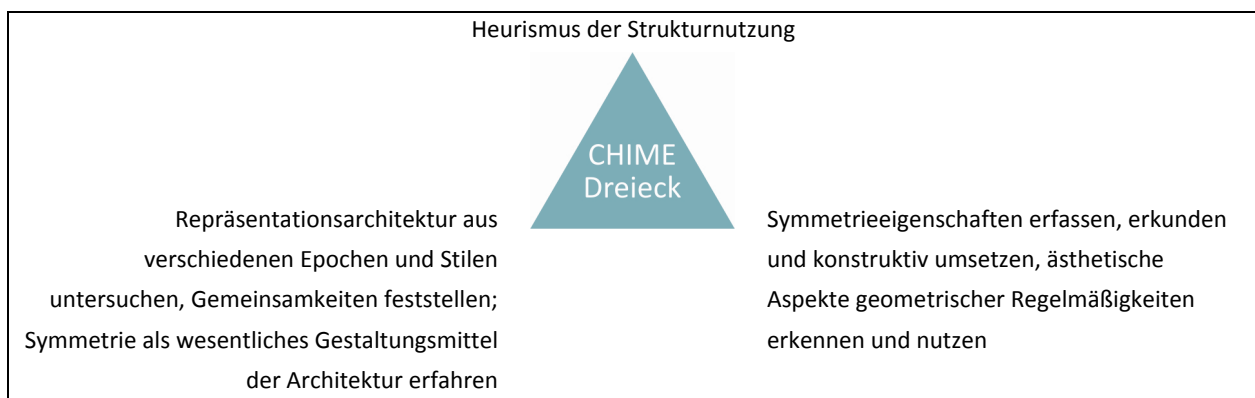 Heurismus der Strukturnutzung
CHIME
Dreieck
Repräsentationsarchitektur aus
verschiedenen Epochen und Stilen
untersuchen, Gemeinsamkeiten feststellen;
Symmetrie als wesentliches Gestaltungsmittel
der Architektur erfahren
Symmetrieeigenschaften erfassen, erkunden
und konstruktiv umsetzen, ästhetische
Aspekte geometrischer Regelmäßigkeiten
erkennen und nutzen